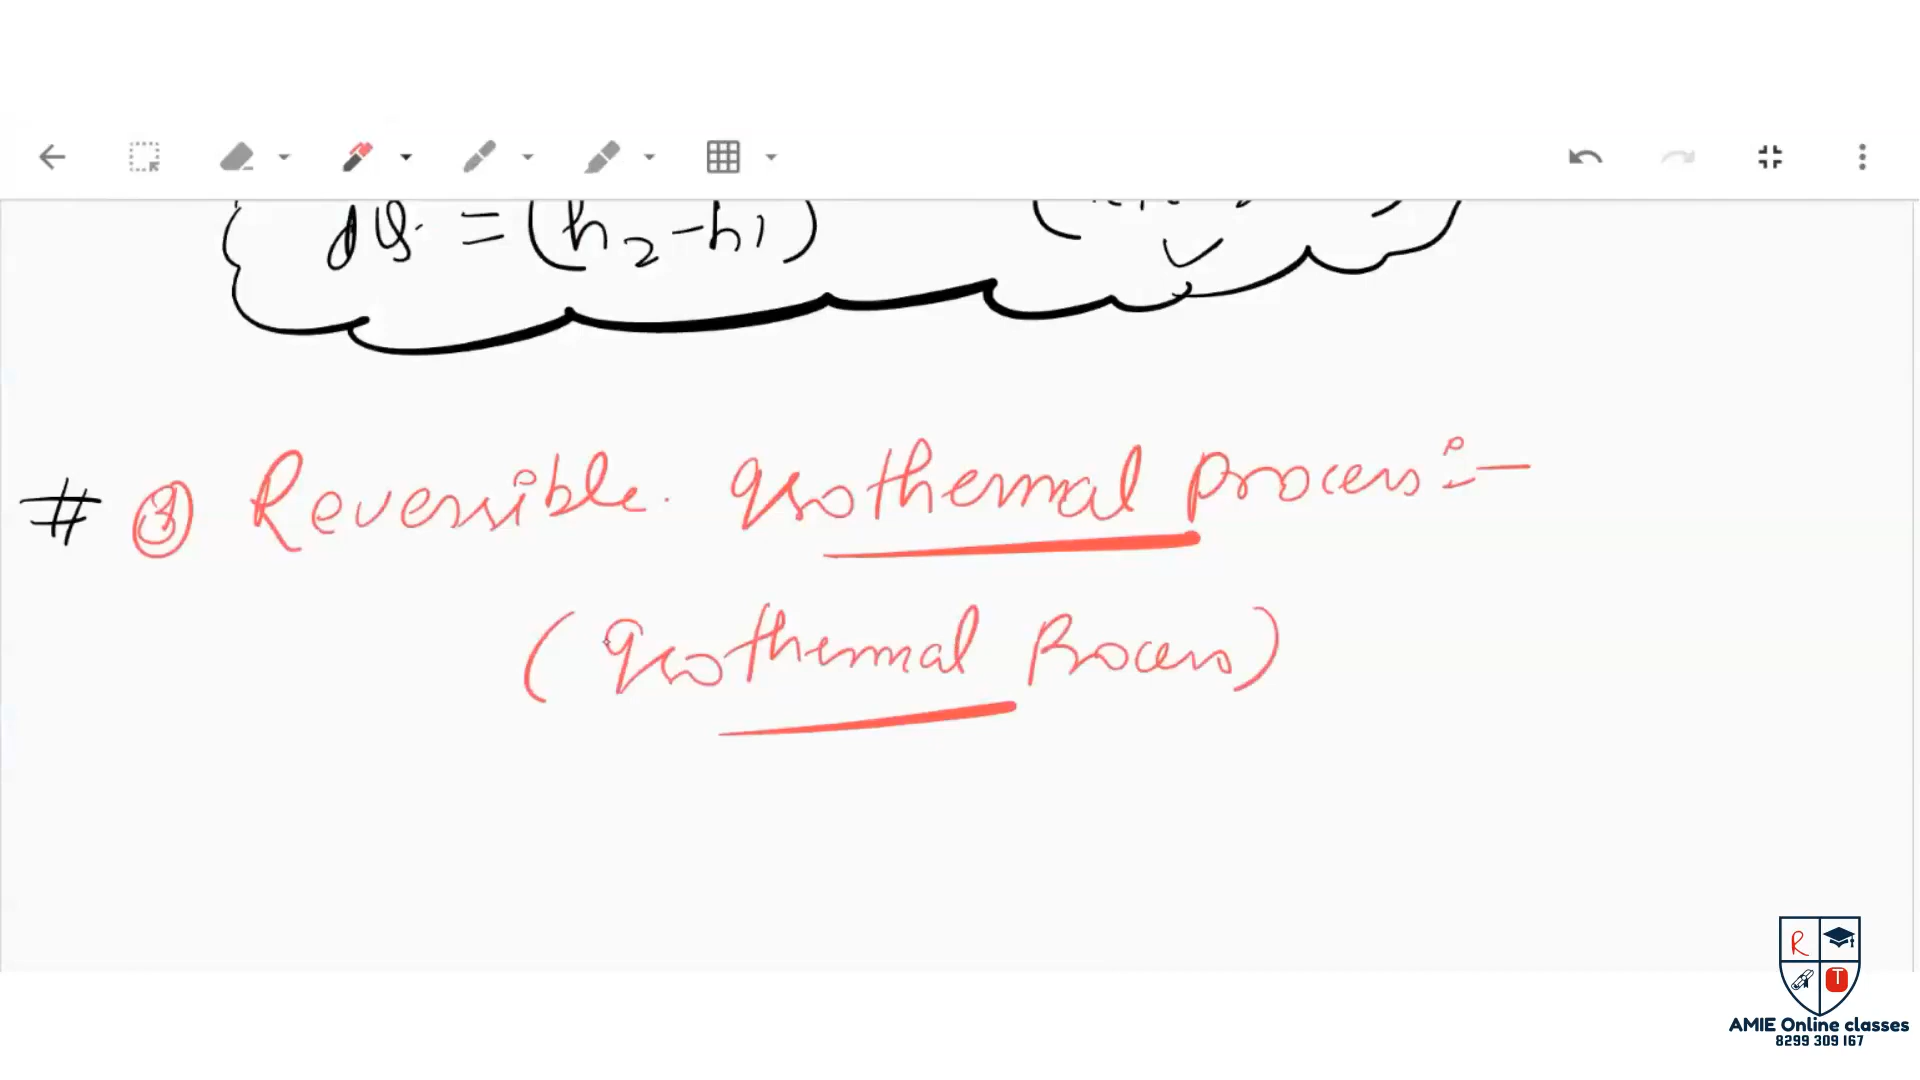 dQ = (h2-h1)
# ③ Reversible Isothermal process:-
(Isothermal Process)
R
T
AMIE Online classes
8299 309 167